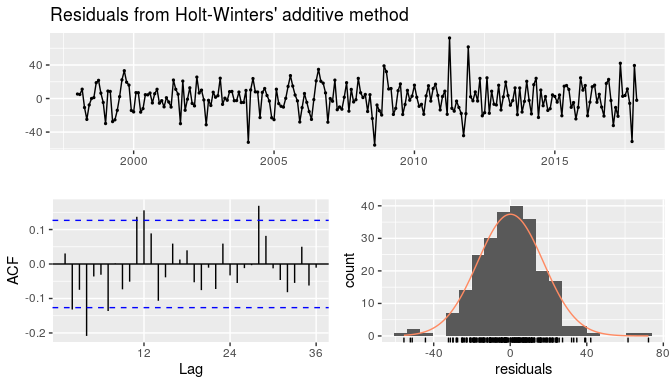 Residuals from Holt-Winters' additive method
40
0
-40
2000 2005 2010 2015
ACF
0.1
0.0
-0.1
-0.2
12 24 36
Lag
count
40
30
20
10
0
-40 0 40 80
residuals